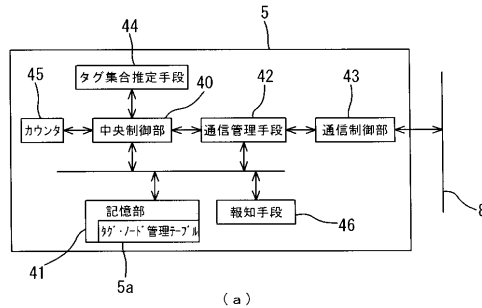 44
5
タグ集合推定手段
45
40
42
43
カウンタ
中央制御部
通信管理手段
通信制御部
記憶部
タグ・ノード管理テーブル
報知手段
41
5a
46
8
(a)